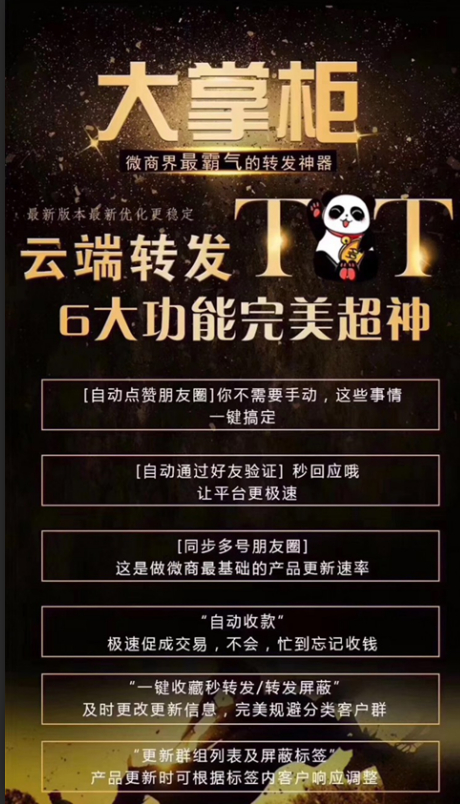 大掌柜
微商界最霸气的转发神器
最新版本最新优化更稳定
云端转发 T T
6大功能完美超神
[自动点赞朋友圈]你不需要手动，这些事情
一键搞定
[自动通过好友验证] 秒回应哦
让平台更极速
[同步多号朋友圈]
这是做微商最基础的产品更新速率
“自动收款”
极速促成交易，不会，忙到忘记收钱
“一键收藏秒转发/转发屏蔽”
及时更改更新信息，完美规避分类客户群
“更新群组列表及屏蔽标签”
产品更新时可根据标签内客户响应调整